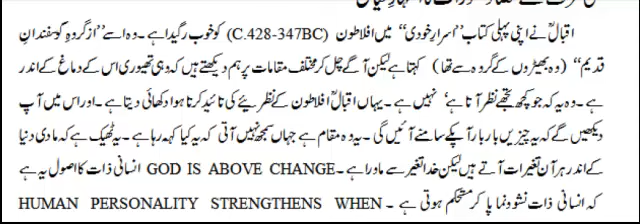 اقبالؒ نے اپنی پہلی کتاب ”اسرارِ خودی“ میں افلاطون (C.428-347BC) کو خوب رگیدا ہے۔ وہ اسے ”از گروہِ گوسفندانِ
قدیم“ (وہ بھیڑوں کے گروہ سے تھا) کہتا ہے لیکن آگے چل کر مختلف مقامات پر ہم دیکھتے ہیں کہ وہی تھیوری اس کے دماغ کے اندر
ہے۔ وہ یہ کہ جو کچھ تجھے نظر آتا ہے‘ نہیں ہے۔ یہاں اقبالؒ افلاطون کے نظریئے کی تائید کرتا ہوا دکھائی دیتا ہے۔ اور اس میں آپ
دیکھیں گے کہ یہ چیزیں بار بار آپ کے سامنے آئیں گی۔ یہ وہ مقام ہے جہاں سمجھ نہیں آتی کہ یہ کیا کہہ رہا ہے۔ یہ ٹھیک ہے کہ مادی دنیا
کے اندر ہر آن تغیرات آتے ہیں لیکن خدا تغیر سے ماورا ہے۔ GOD IS ABOVE CHANGE انسانی ذات کا اصول یہ ہے
کہ انسانی ذات نشوونما پا کر مستحکم ہوتی ہے۔ HUMAN PERSONALITY STRENGTHENS WHEN